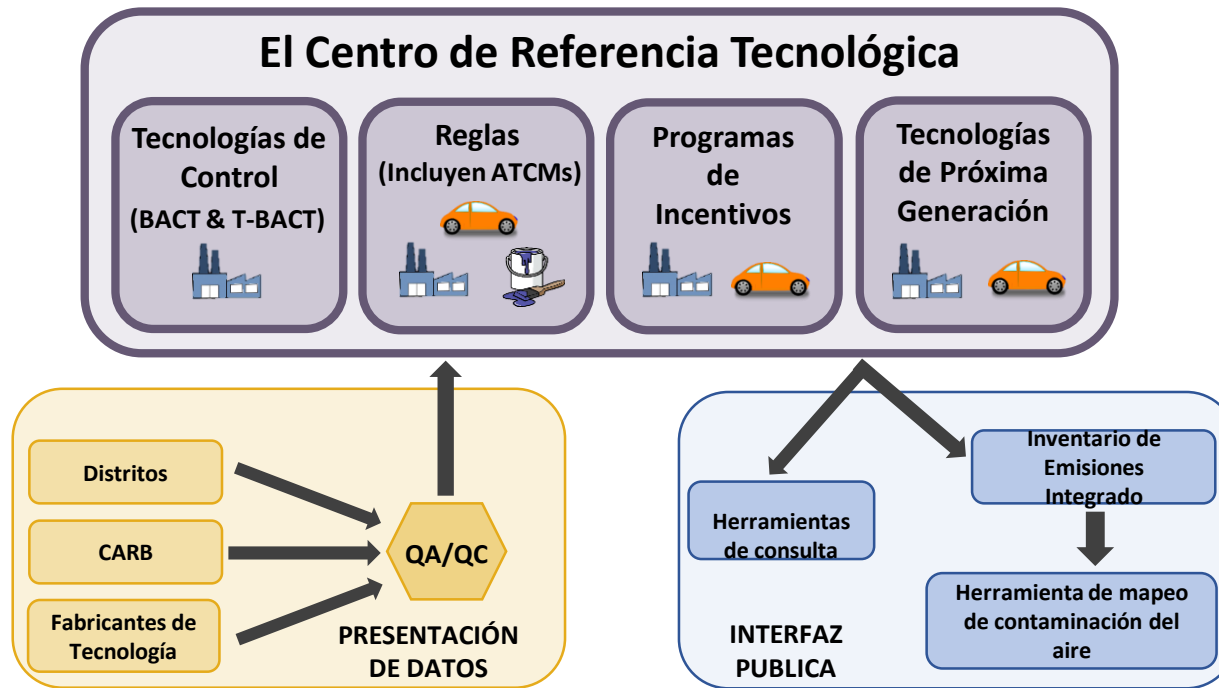 El Centro de Referencia Tecnológica
Tecnologías de
Control
(BACT & T-BACT)
Reglas
(Incluyen ATCMs)
Programas
de
Incentivos
Tecnologías
de Próxima
Generación
Distritos
CARB
Fabricantes de
Tecnología
QA/QC
PRESENTACIÓN
DE DATOS
Herramientas
de consulta
INTERFAZ
PUBLICA
Inventario de
Emisiones
Integrado
Herramienta de mapeo
de contaminación del
aire